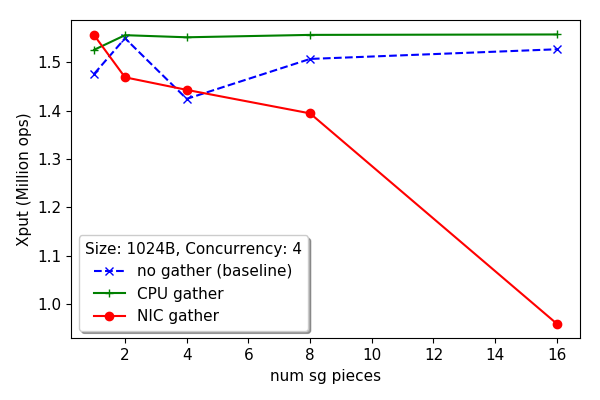 Xput (Million ops)
1.5
1.4
1.3
1.2
1.1
1.0
Size: 1024B, Concurrency: 4
no gather (baseline)
CPU gather
NIC gather
2 4 6 8 10 12 14 16
num sg pieces